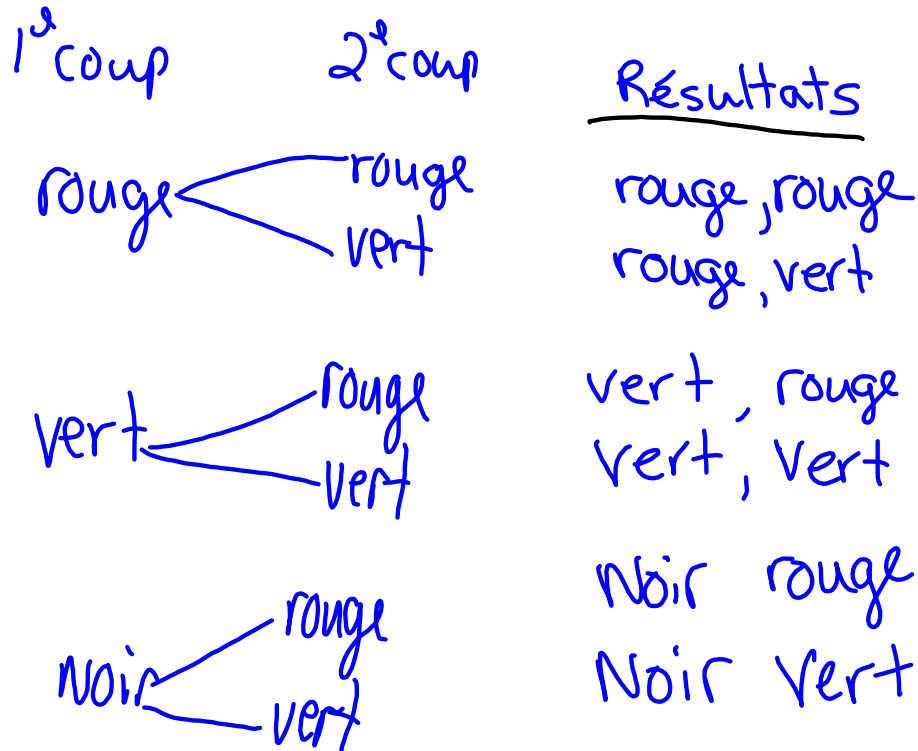 1e coup 2e coup
Résultats
rouge rouge rouge, rouge
vert rouge, vert
vert rouge vert, rouge
vert vert, vert
Noir rouge Noir rouge
vert Noir vert